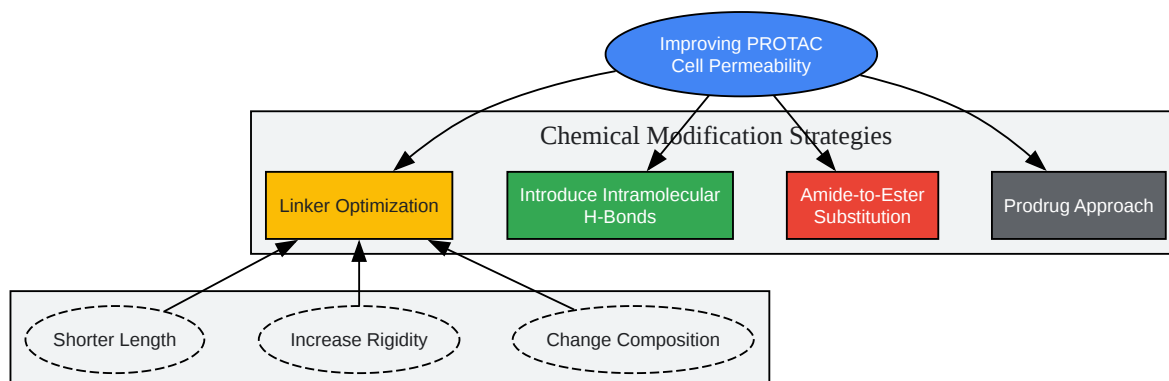 Improving PROTAC
Cell Permeability
Chemical Modification Strategies
Linker Optimization
Introduce Intramolecular
H-Bonds
Amide-to-Ester
Substitution
Prodrug Approach
Shorter Length
Increase Rigidity
Change Composition